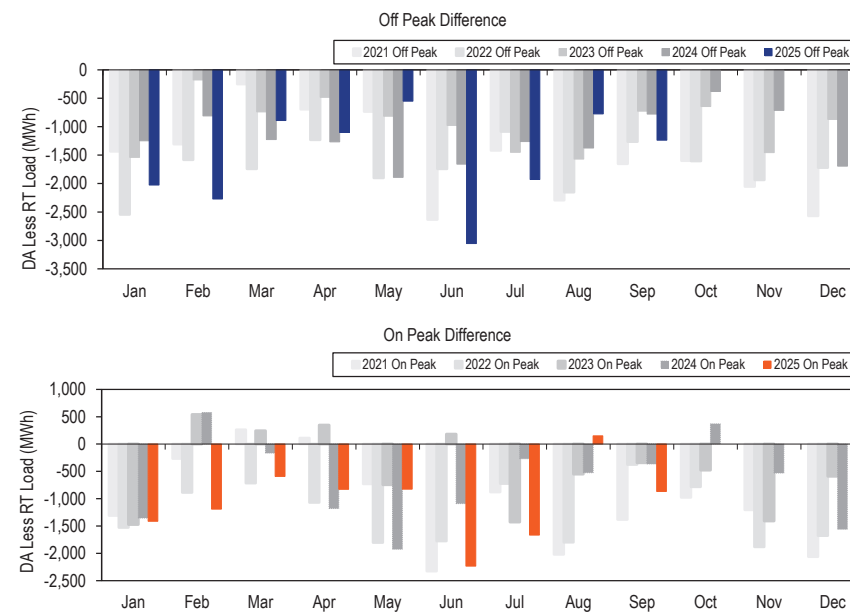 Off Peak Difference
2021 Off Peak 2022 Off Peak 2023 Off Peak 2024 Off Peak 2025 Off Peak
DA Less RT Load (MWh)
0
-500
-1,000
-1,500
-2,000
-2,500
-3,000
-3,500
Jan Feb Mar Apr May Jun Jul Aug Sep Oct Nov Dec
On Peak Difference
2021 On Peak 2022 On Peak 2023 On Peak 2024 On Peak 2025 On Peak
DA Less RT Load (MWh)
1,000
500
0
-500
-1,000
-1,500
-2,000
-2,500
Jan Feb Mar Apr May Jun Jul Aug Sep Oct Nov Dec